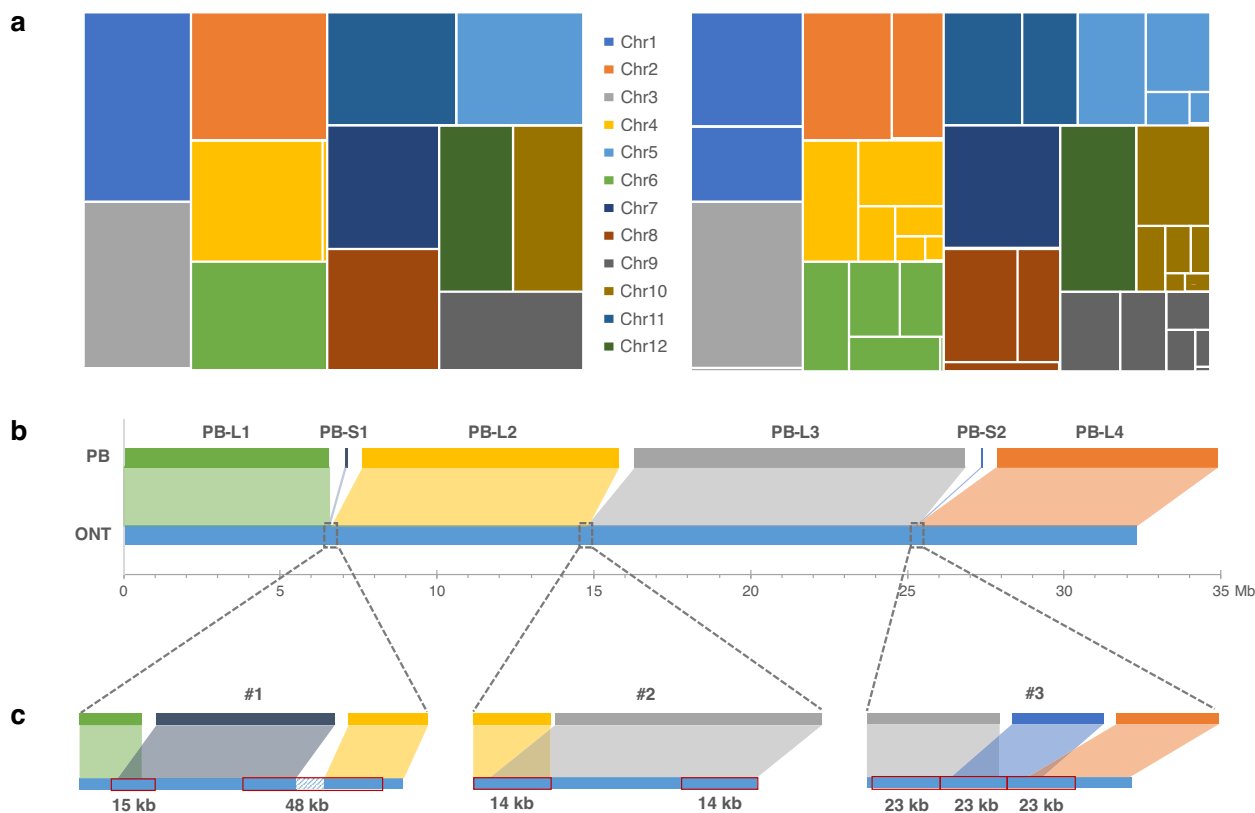 a
Chr1
Chr2
Chr3
Chr4
Chr5
Chr6
Chr7
Chr8
Chr9
Chr10
Chr11
Chr12
b
PB-L1 PB-S1 PB-L2 PB-L3 PB-S2 PB-L4
PB
ONT
0 5 10 15 20 25 30 35 Mb
#1 #2 #3
c
15 kb 48 kb 14 kb 14 kb 23 kb 23 kb 23 kb